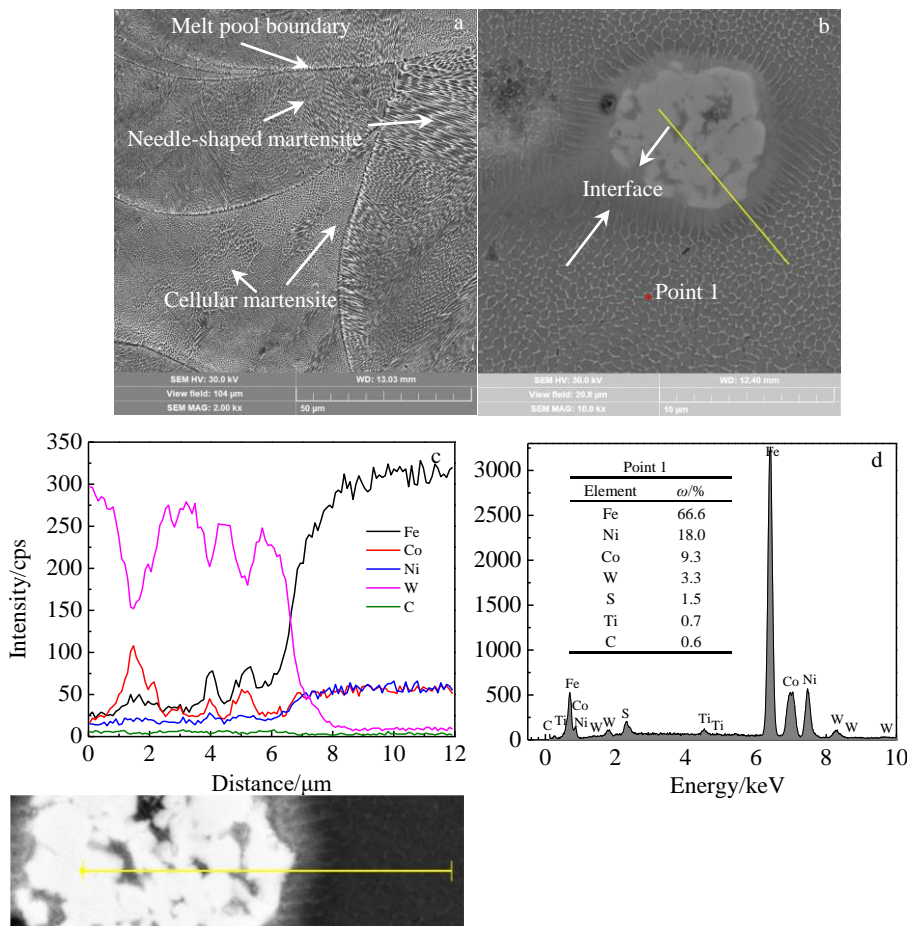 a
Melt pool boundary
Needle-shaped martensite
Cellular martensite
SEM HV: 30.0 kV WD: 13.03 mm
View field: 104 μm
SEM MAG: 2.00 kx 50 μm
b
Interface
Point 1
SEM HV: 30.0 kV WD: 12.40 mm
View field: 20.8 μm
SEM MAG: 10.0 kx 10 μm
c
350
300
250
200
150
100
50
0
Intensity/cps
Fe
Co
Ni
W
C
0 2 4 6 8 10 12
Distance/μm
d
3000
2500
2000
1500
1000
500
0
Point 1
Element ω/%
Fe 66.6
Ni 18.0
Co 9.3
W 3.3
S 1.5
Ti 0.7
C 0.6
Fe
Fe
Co
Ni
C Ti W W S Ti Ti
Co Ni
W W W
0 2 4 6 8 10
Energy/keV